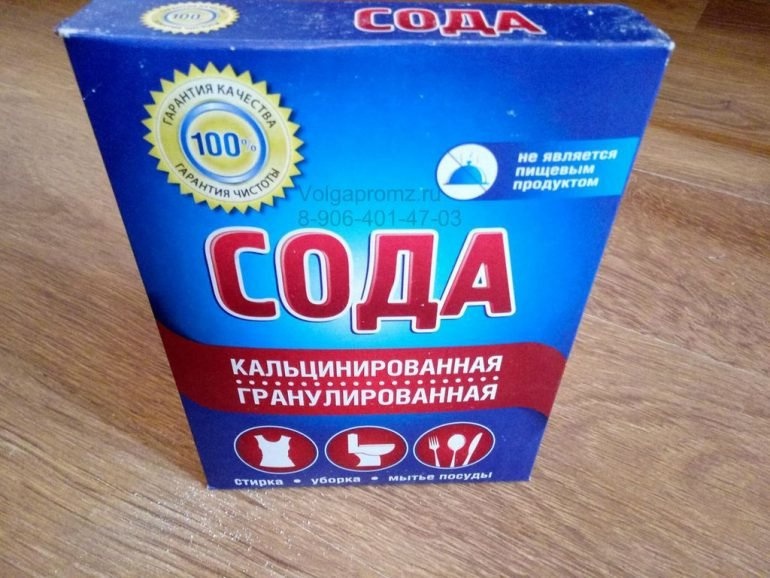 100
СОДА
ГАРАНТИЯ КАЧЕСТВА
100%
ГАРАНТИЯ ЧИСТОТЫ
не является
пищевым
продуктом
Volgapromz.ru
8-906-401-47-03
СОДА
КАЛЬЦИНИРОВАННАЯ
ГРАНУЛИРОВАННАЯ
стирка • уборка • мытье посуды